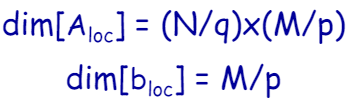 dim[A_loc] = (N/q)x(M/p)
dim[b_loc] = M/p